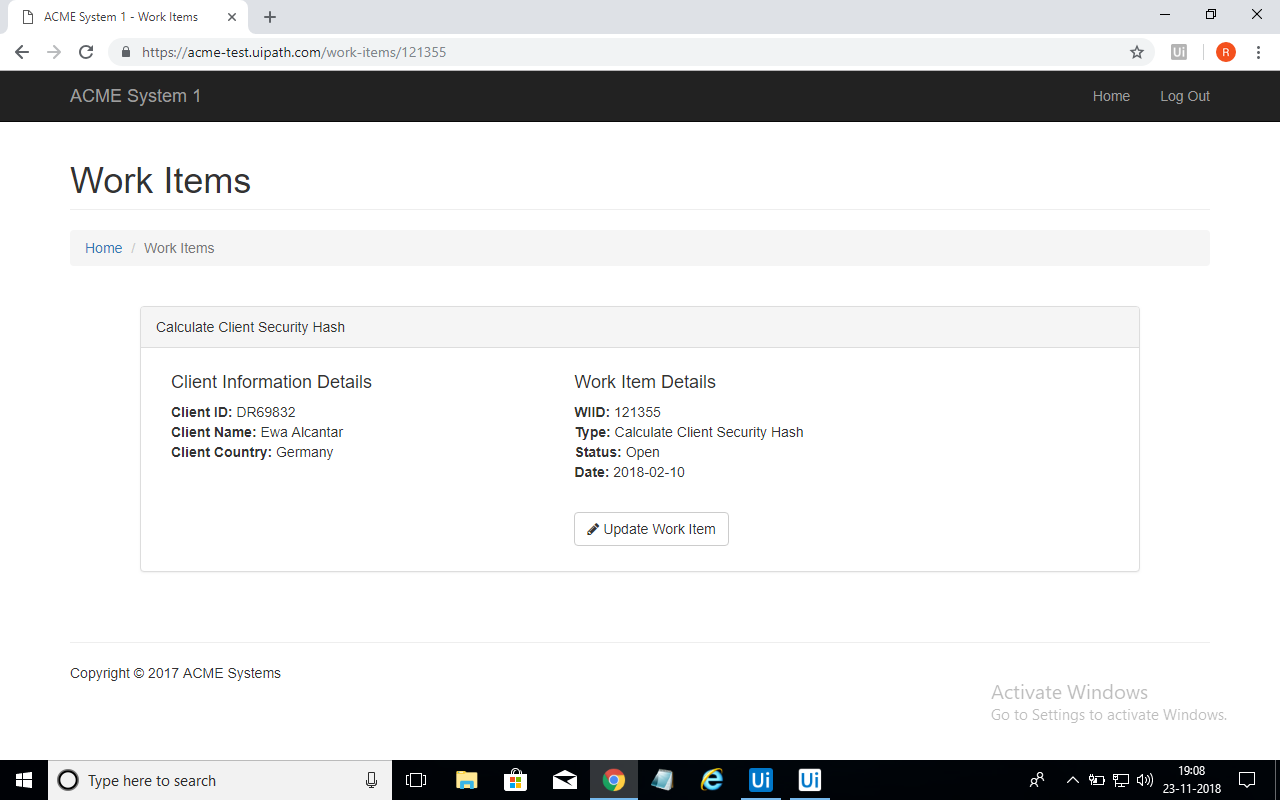 ACME System 1 - Work Items
https://acme-test.uipath.com/work-items/121355
Ui
R
ACME System 1
Home
Log Out
Work Items
Home / Work Items
Calculate Client Security Hash
Client Information Details
Client ID: DR69832
Client Name: Ewa Alcantar
Client Country: Germany
Work Item Details
WIID: 121355
Type: Calculate Client Security Hash
Status: Open
Date: 2018-02-10
Update Work Item
Copyright © 2017 ACME Systems
Activate Windows
Go to Settings to activate Windows.
Type here to search
Ui
Ui
19:08
23-11-2018